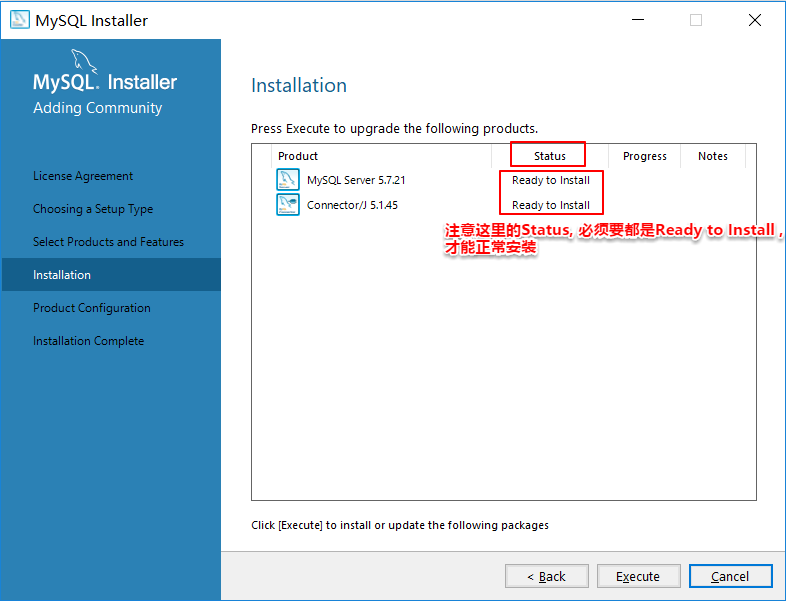 MySQL Installer
MySQL. Installer
Adding Community
License Agreement
Choosing a Setup Type
Select Products and Features
Installation
Product Configuration
Installation Complete
Installation
Press Execute to upgrade the following products.
Product Status Progress Notes
MySQL Server 5.7.21 Ready to Install
Connector/J 5.1.45 Ready to Install
注意这里的Status, 必须要都是Ready to Install ,
才能正常安装
Click [Execute] to install or update the following packages
< Back Execute Cancel